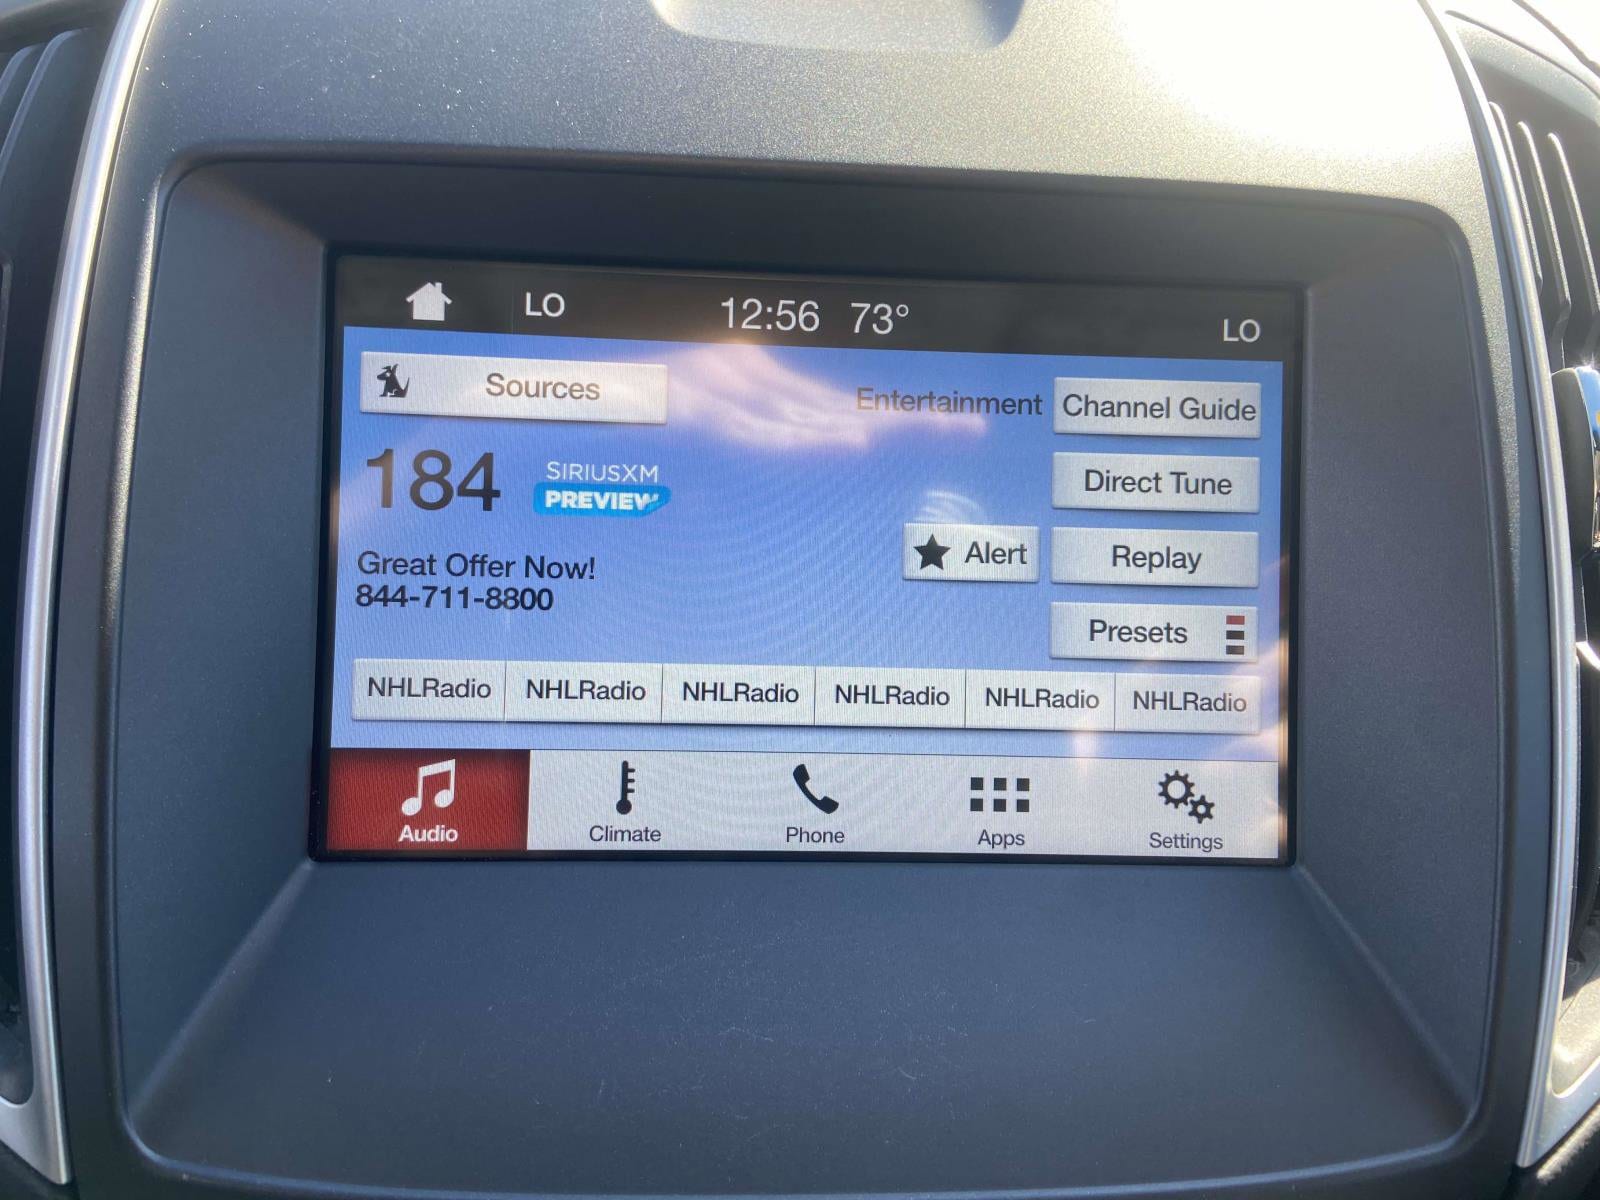 LO 12:56 73° LO
Sources
Entertainment
Channel Guide
184
SIRIUSXM
PREVIEW
Direct Tune
Great Offer Now!
844-711-8800
Alert
Replay
Presets
NHLRadio NHLRadio NHLRadio NHLRadio NHLRadio NHLRadio
Audio Climate Phone Apps Settings